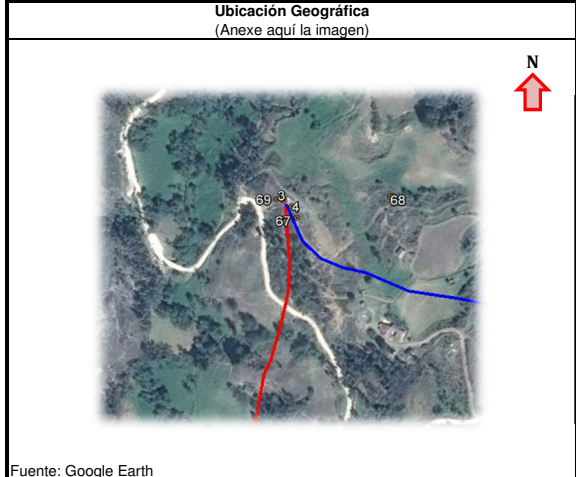 Ubicación Geográfica
(Anexe aquí la imagen)
N
69 3
4
67
68
Fuente: Google Earth